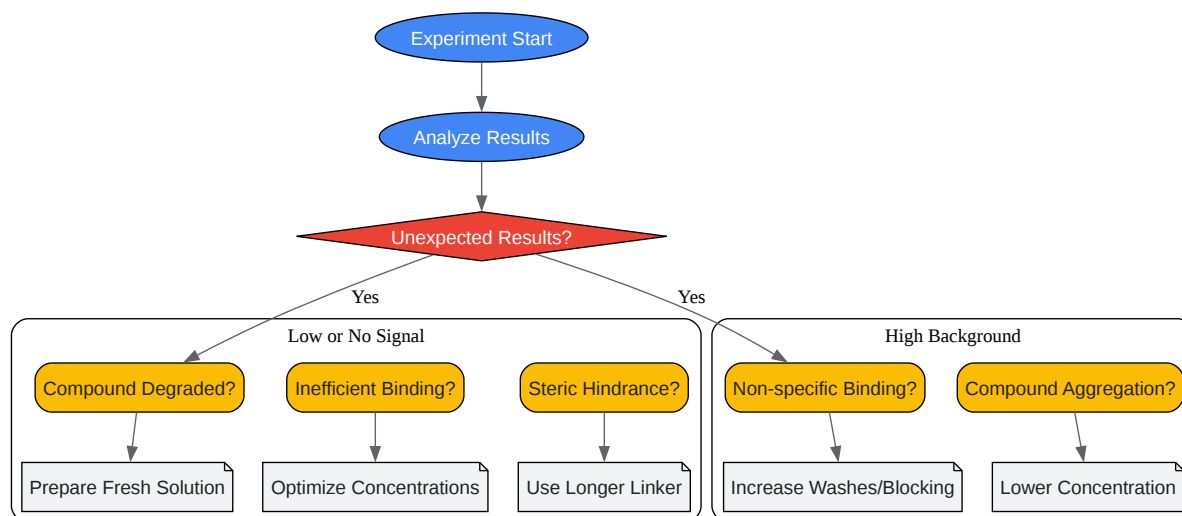 Experiment Start
Analyze Results
Unexpected Results?
Yes
Yes
Low or No Signal
High Background
Compound Degraded?
Inefficient Binding?
Steric Hindrance?
Non-specific Binding?
Compound Aggregation?
Prepare Fresh Solution
Optimize Concentrations
Use Longer Linker
Increase Washes/Blocking
Lower Concentration